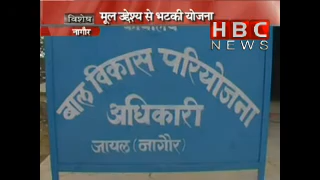 विशेष
मूल उद्देश्य से भटकी योजना
नागौर
HBC
NEWS
बाल विकास परियोजना
अधिकारी
जायल (नागौर)